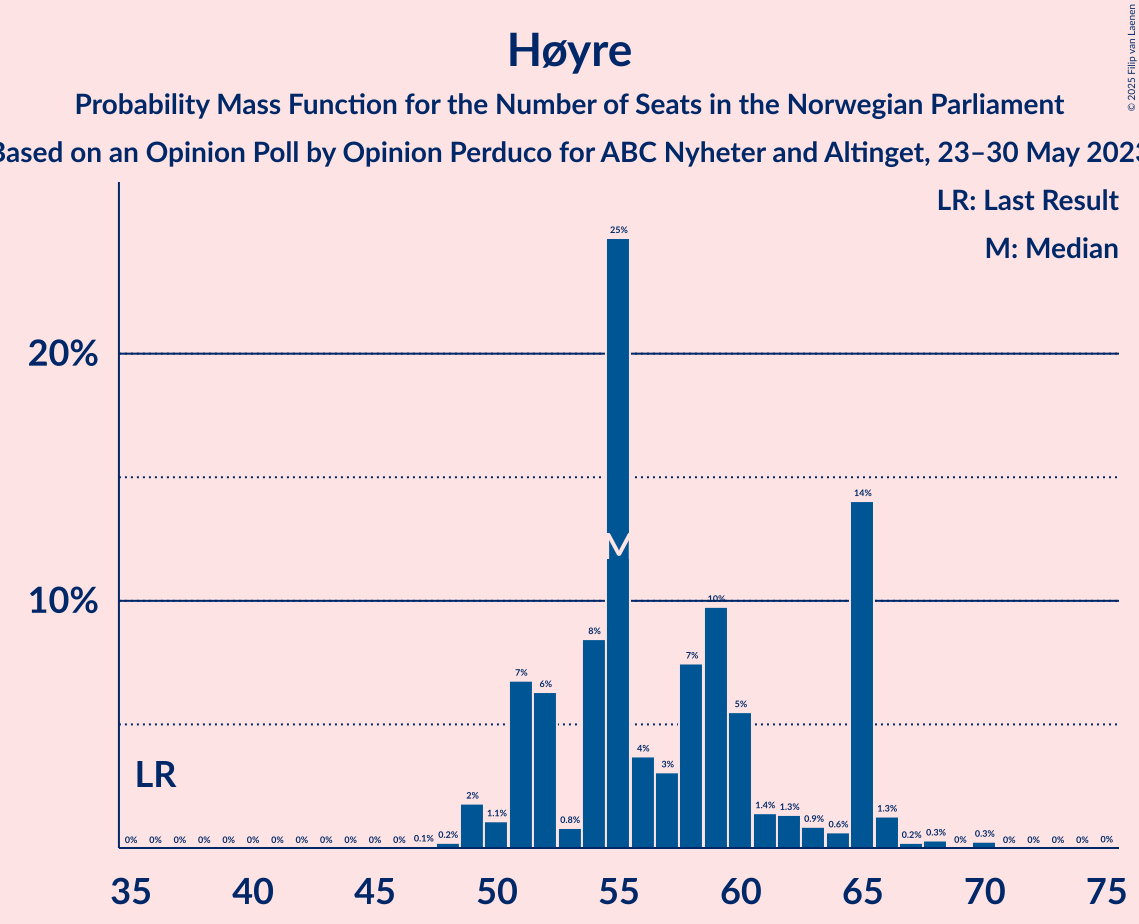 Høyre
© 2025 Filip van Laenen
Probability Mass Function for the Number of Seats in the Norwegian Parliament
Based on an Opinion Poll by Opinion Perduco for ABC Nyheter and Altinget, 23–30 May 2023
LR: Last Result
M: Median
25%
20%
14%
M
10%
10%
8%
7%
7%
6%
5%
4%
3%
LR
2%
1.1%
1.4%
1.3%
0.9%
0.6%
1.3%
0% 0% 0% 0% 0% 0% 0% 0% 0% 0% 0% 0% 0.1% 0.2% 0.8% 0.2% 0.3% 0% 0.3% 0% 0% 0% 0% 0%
35 40 45 50 55 60 65 70 75